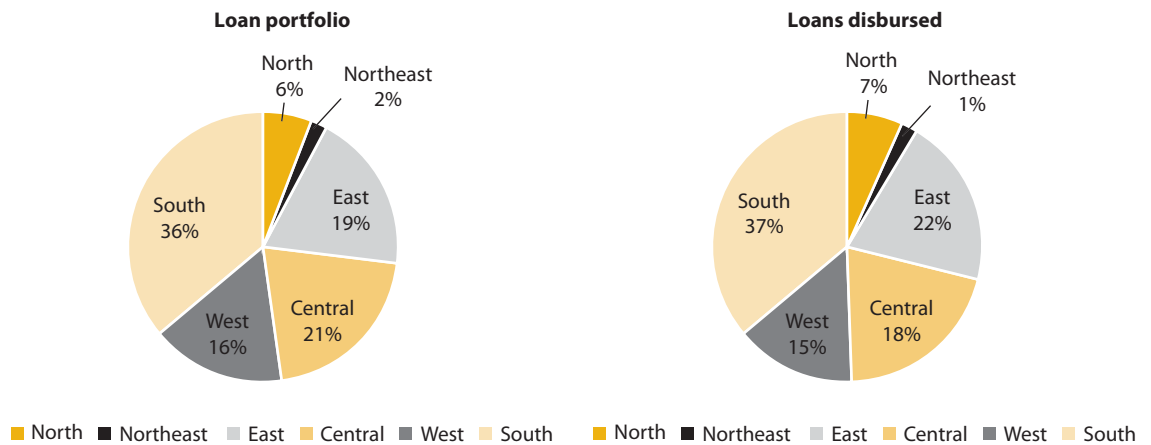 Loan portfolio
North
6%
Northeast
2%
East
19%
Central
21%
West
16%
South
36%
North Northeast East Central West South
Loans disbursed
North
7%
Northeast
1%
East
22%
Central
18%
West
15%
South
37%
North Northeast East Central West South